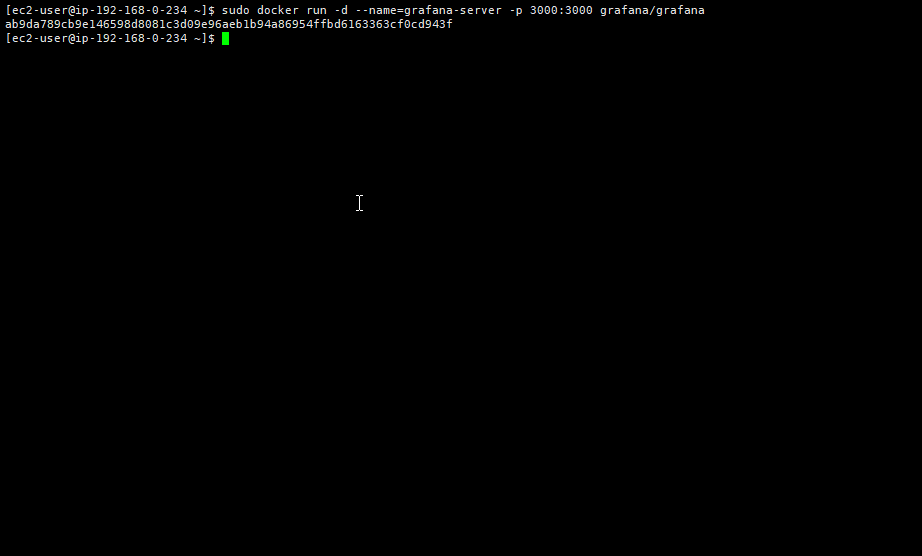 [ec2-user@ip-192-168-0-234 ~]$ sudo docker run -d --name=grafana-server -p 3000:3000 grafana/grafana
ab9da789cb9e146598d8081c3d09e96aeb1b94a86954ffbd6163363cf0cd943f
[ec2-user@ip-192-168-0-234 ~]$